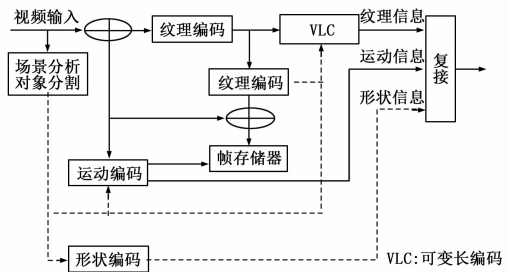 视频输入
纹理编码
VLC
纹理信息
场景分析
对象分割
纹理编码
运动信息
复接
形状信息
帧存储器
运动编码
形状编码
VLC:可变长编码